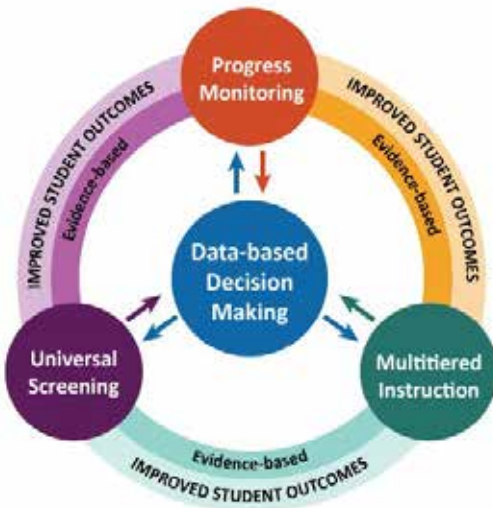 Progress
Monitoring
IMPROVED STUDENT OUTCOMES
Evidence-based
IMPROVED STUDENT OUTCOMES
Evidence-based
Data-based
Decision
Making
Universal
Screening
Multitiered
Instruction
Evidence-based
IMPROVED STUDENT OUTCOMES